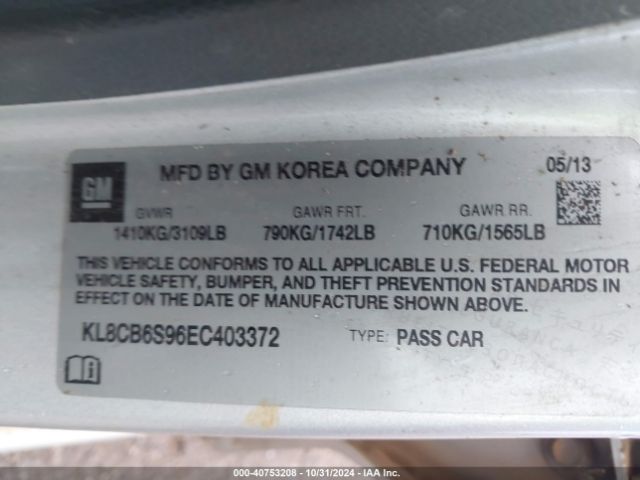 GM
MFD BY GM KOREA COMPANY 05/13
GVWR GAWR FRT. GAWR RR.
1410KG/3109LB 790KG/1742LB 710KG/1565LB
THIS VEHICLE CONFORMS TO ALL APPLICABLE U.S. FEDERAL MOTOR
VEHICLE SAFETY, BUMPER, AND THEFT PREVENTION STANDARDS IN
EFFECT ON THE DATE OF MANUFACTURE SHOWN ABOVE.
KL8CB6S96EC403372 TYPE: PASS CAR
000-40753208 - 10/31/2024 - IAA Inc.